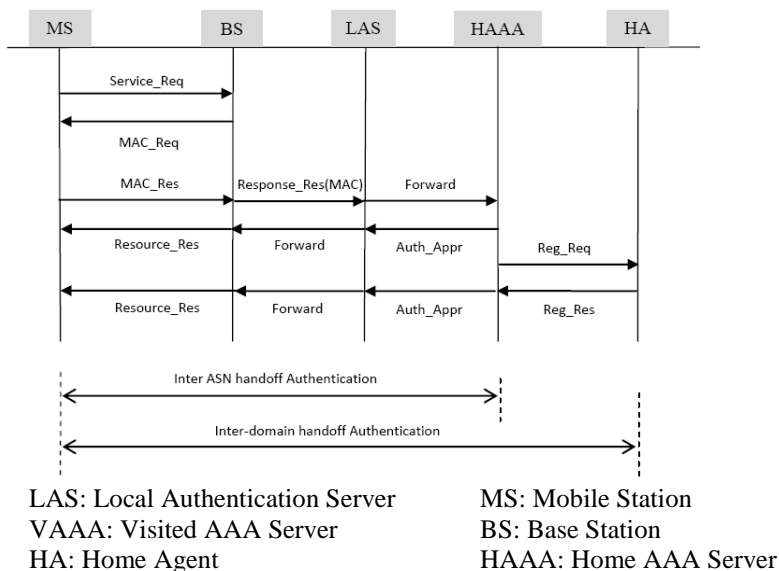 MS BS LAS HAAA HA
Service_Req
MAC_Req
MAC_Res Response_Res(MAC) Forward
Resource_Res Forward Auth_Appr Reg_Req
Resource_Res Forward Auth_Appr Reg_Res
Inter ASN handoff Authentication
Inter-domain handoff Authentication
LAS: Local Authentication Server MS: Mobile Station
VAAA: Visited AAA Server BS: Base Station
HA: Home Agent HAAA: Home AAA Server